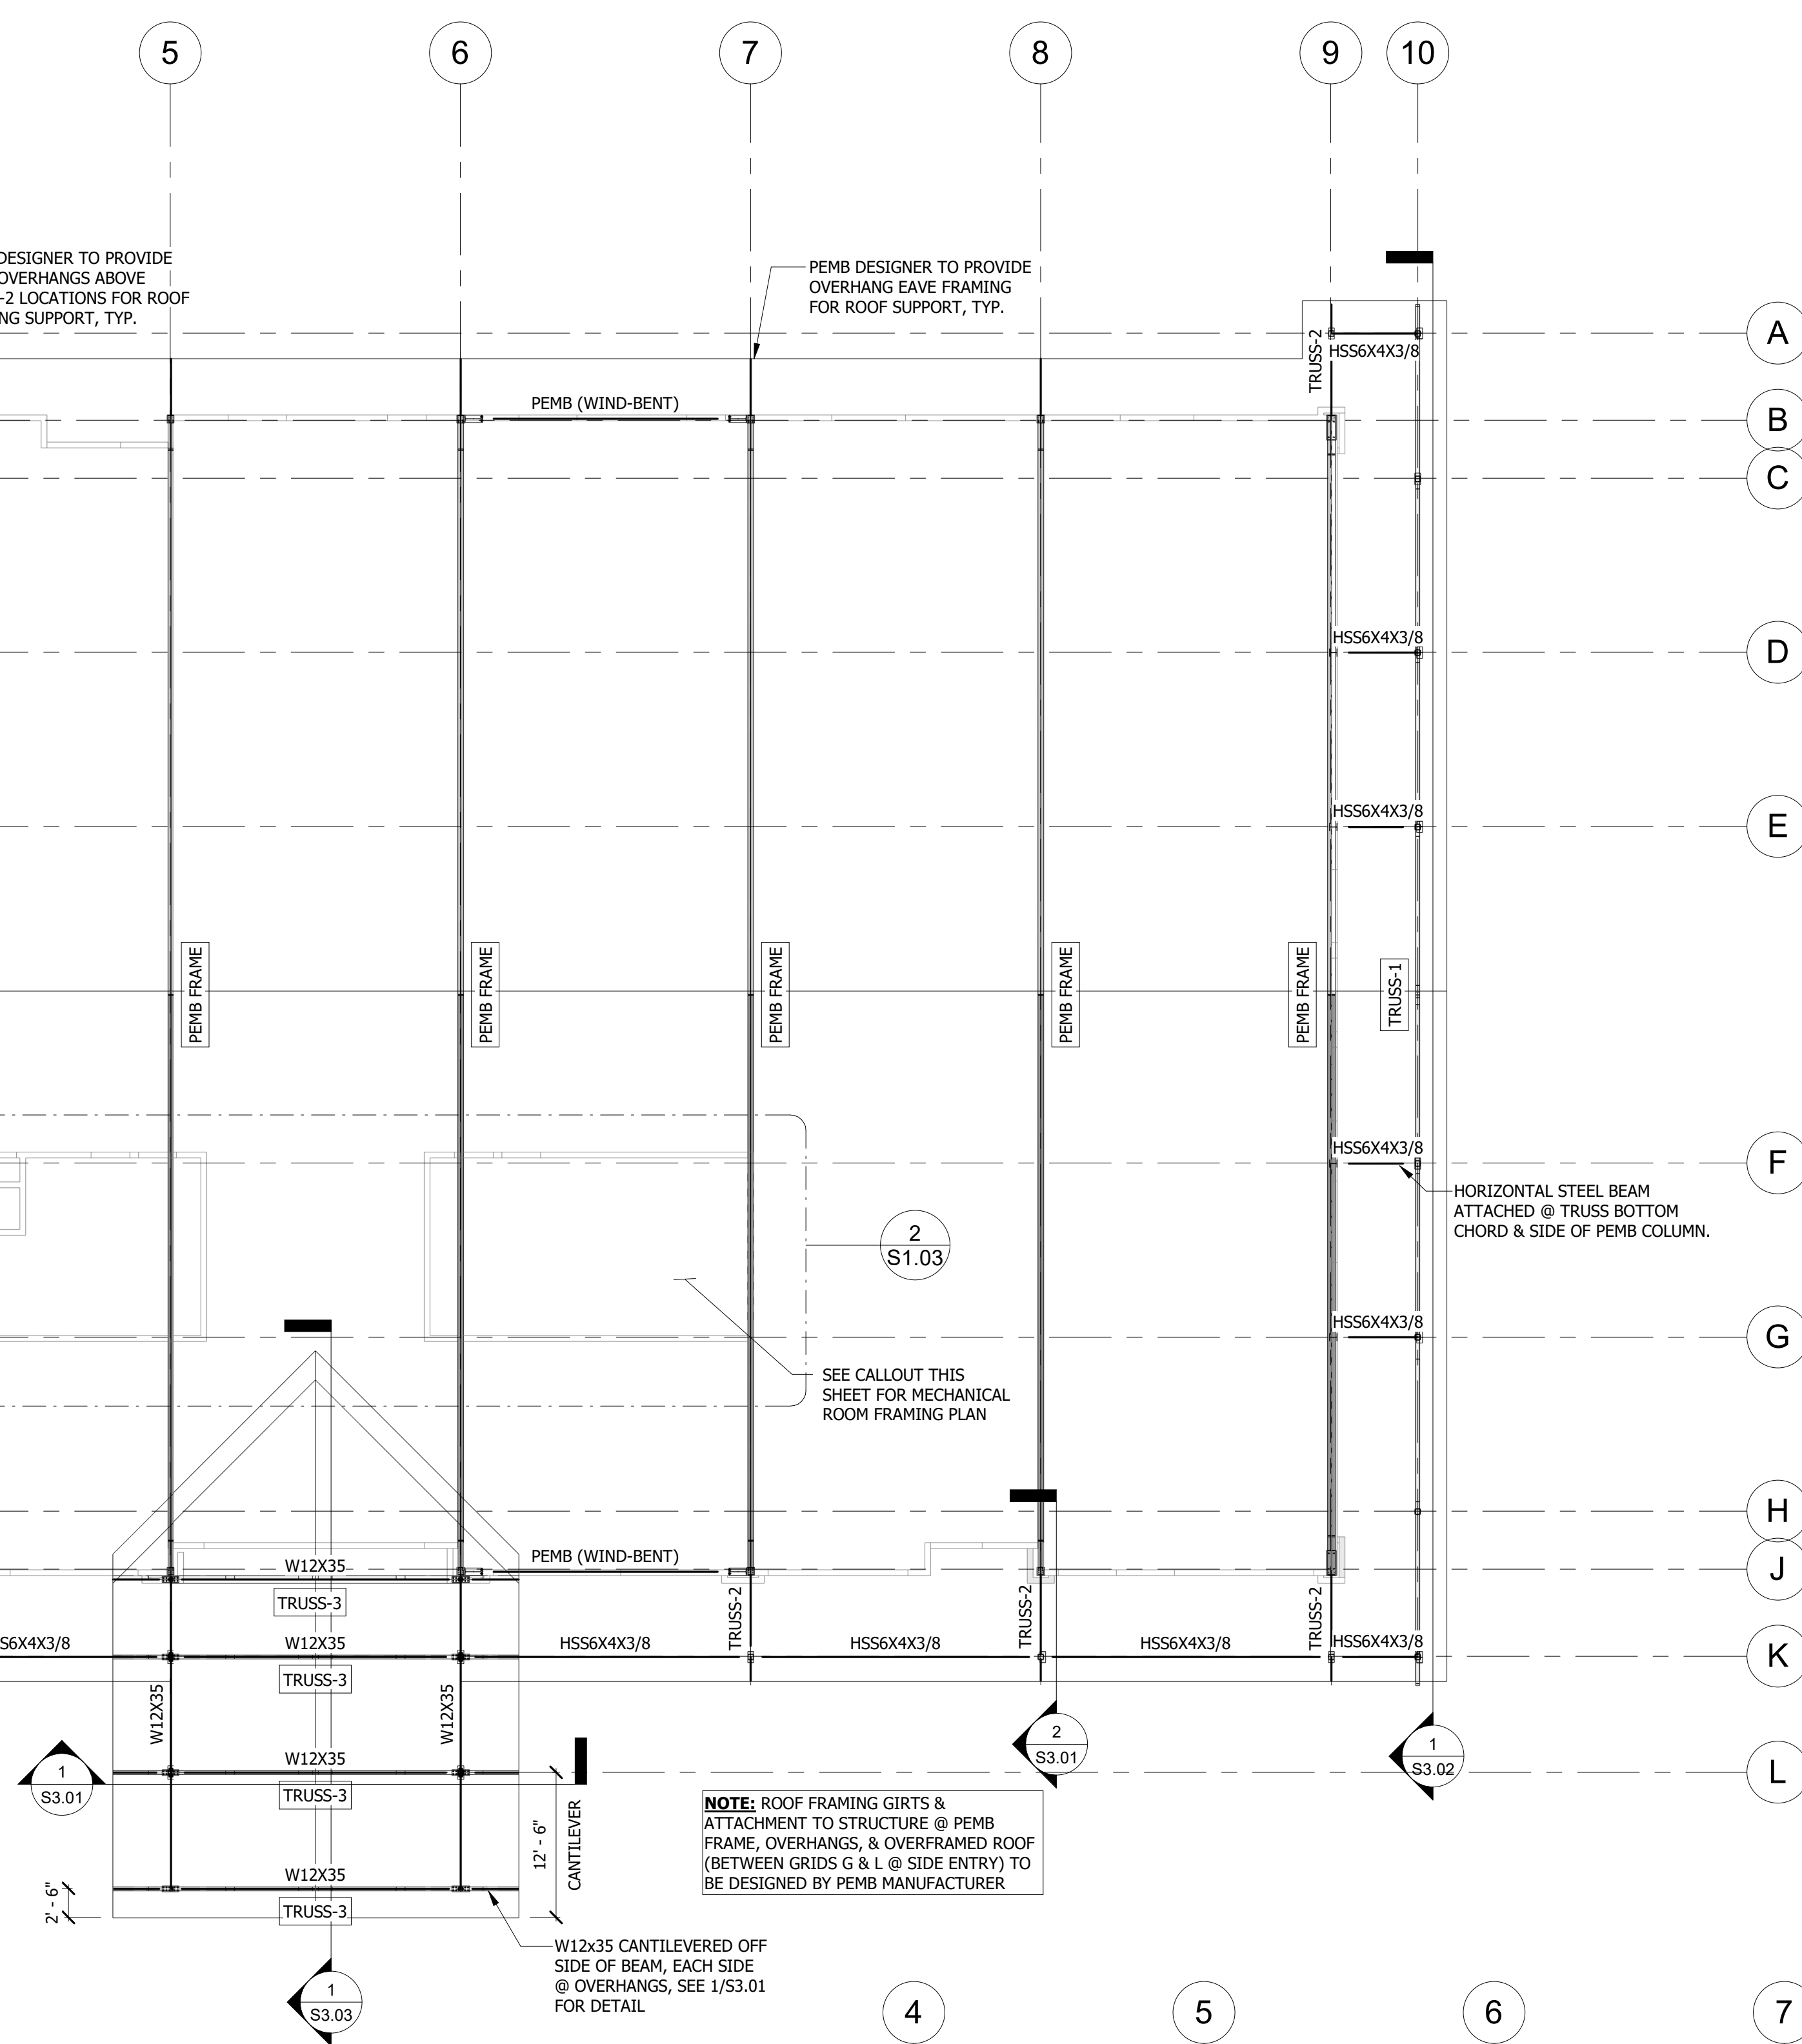 5
6
7
8
9
10
DESIGNER TO PROVIDE
OVERHANGS ABOVE
-2 LOCATIONS FOR ROOF
NG SUPPORT, TYP.
PEMB DESIGNER TO PROVIDE
OVERHANG EAVE FRAMING
FOR ROOF SUPPORT, TYP.
TRUSS-2
HSS6X4X3/8
A
PEMB (WIND-BENT)
B
C
HSS6X4X3/8
D
HSS6X4X3/8
E
PEMB FRAME
PEMB FRAME
PEMB FRAME
PEMB FRAME
PEMB FRAME
TRUSS-1
HSS6X4X3/8
F
HORIZONTAL STEEL BEAM
ATTACHED @ TRUSS BOTTOM
CHORD & SIDE OF PEMB COLUMN.
2
S1.03
HSS6X4X3/8
G
SEE CALLOUT THIS
SHEET FOR MECHANICAL
ROOM FRAMING PLAN
H
W12X35
PEMB (WIND-BENT)
J
TRUSS-3
TRUSS-2
TRUSS-2
TRUSS-2
S6X4X3/8
W12X35
HSS6X4X3/8
HSS6X4X3/8
HSS6X4X3/8
HSS6X4X3/8
K
TRUSS-3
W12X35
W12X35
2
S3.01
1
S3.02
W12X35
1
S3.01
TRUSS-3
L
NOTE: ROOF FRAMING GIRTS &
ATTACHMENT TO STRUCTURE @ PEMB
FRAME, OVERHANGS, & OVERFRAMED ROOF
(BETWEEN GRIDS G & L @ SIDE ENTRY) TO
BE DESIGNED BY PEMB MANUFACTURER
12' - 6"
CANTILEVER
W12X35
2' - 6"
TRUSS-3
W12x35 CANTILEVERED OFF
SIDE OF BEAM, EACH SIDE
@ OVERHANGS, SEE 1/S3.01
FOR DETAIL
1
S3.03
4
5
6
7